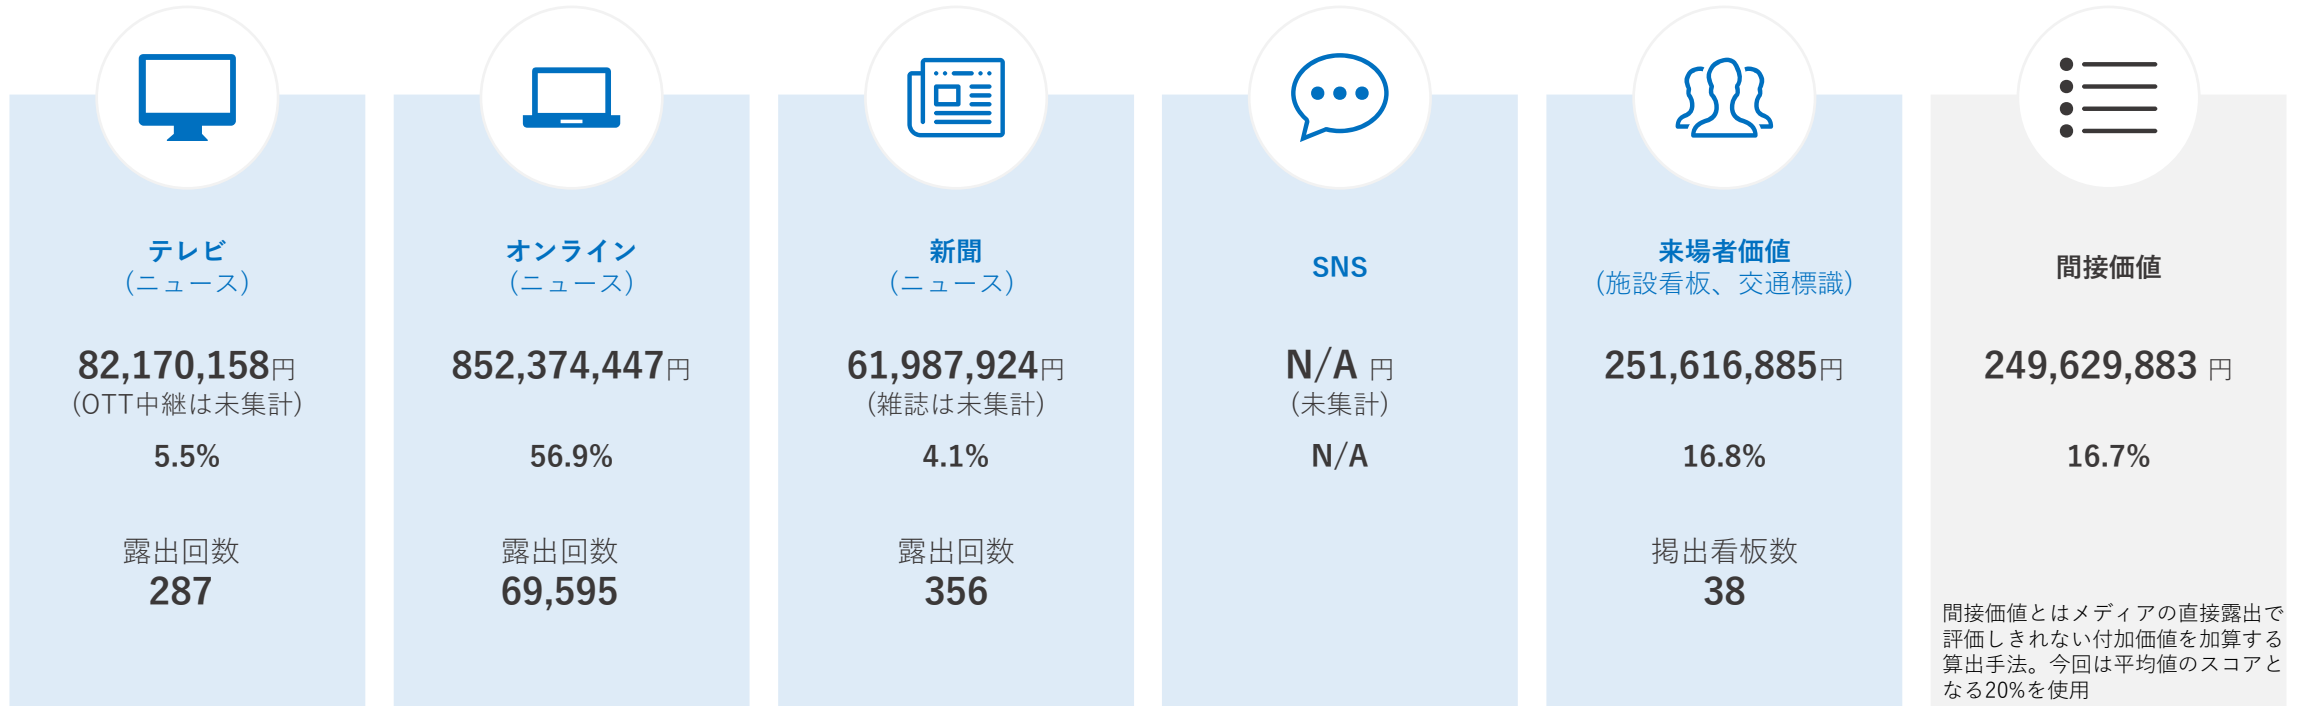 テレビ
(ニュース)
82,170,158円
(OTT中継は未集計)
5.5%
露出回数
287
オンライン
(ニュース)
852,374,447円
56.9%
露出回数
69,595
新聞
(ニュース)
61,987,924円
(雑誌は未集計)
4.1%
露出回数
356
SNS
N/A 円
(未集計)
N/A
来場者価値
(施設看板、交通標識)
251,616,885円
16.8%
掲出看板数
38
間接価値
249,629,883 円
16.7%
間接価値とはメディアの直接露出で
評価しきれない付加価値を加算する
算出手法。今回は平均値のスコアと
なる20%を使用